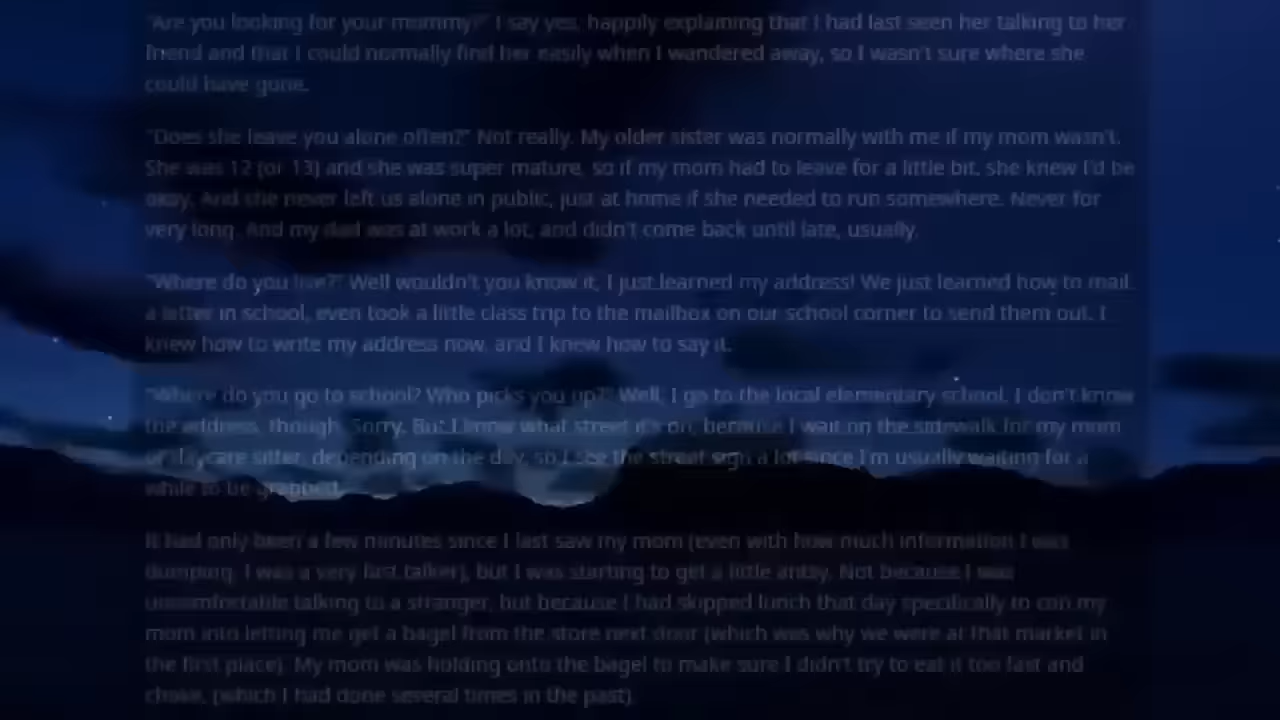 "Are you looking for your mommy?" I say yes, happily explaining that I had last seen her talking to her
friend and that I could normally find her easily when I wandered away, so I wasn't sure where she
could have gone.
"Does she leave you alone often?" Not really. My older sister was normally with me if my mom wasn't.
She was 12 (or 13) and she was super mature, so if my mom had to leave for a little bit, she knew I'd be
okay. And she never left us alone in public, just at home if she needed to run somewhere. Never for
very long. And my dad was at work a lot, and didn't come back until late, usually.
"Where do you live?" Well wouldn't you know it, I just learned my address! We just learned how to mail
a letter in school, even took a little class trip to the mailbox on our school corner to send them out. I
knew how to write my address now, and I knew how to say it.
"Where do you go to school? Who picks you up?" Well, I go to the local elementary school. I don't know
the address, though. Sorry. But I know what street it's on, because I wait on the sidewalk for my mom
or daycare sitter, depending on the day, so I see the street sign a lot since I'm usually waiting for a
while to be grabbed.
It had only been a few minutes since I last saw my mom (even with how much information I was
dumping, I was a very fast talker), but I was starting to get a little antsy. Not because I was
uncomfortable talking to a stranger, but because I had skipped lunch that day specifically to con my
mom into letting me get a bagel from the store next door (which was why we were at that market in
the first place). My mom was holding onto the bagel to make sure I didn't try to eat it too fast and
choke, (which I had done several times in the past).